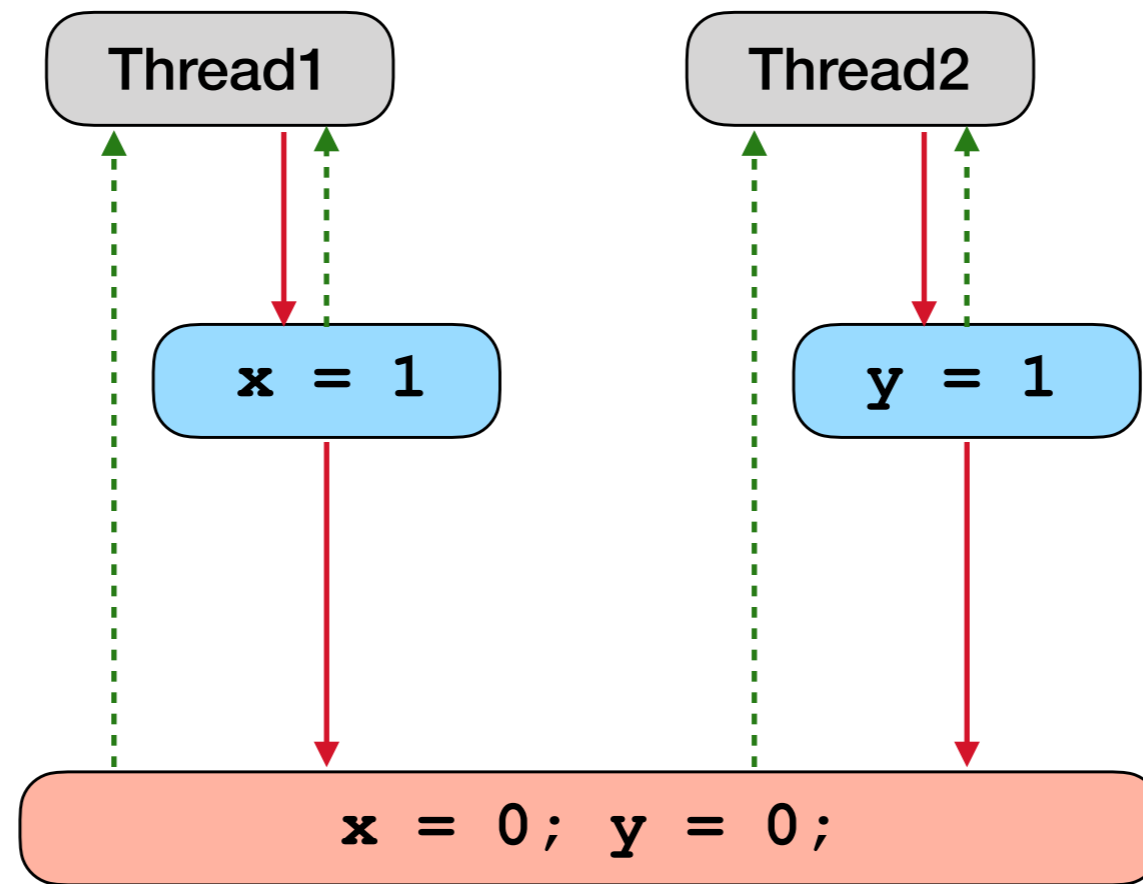 Thread1
Thread2
x = 1
y = 1
x = 0; y = 0;